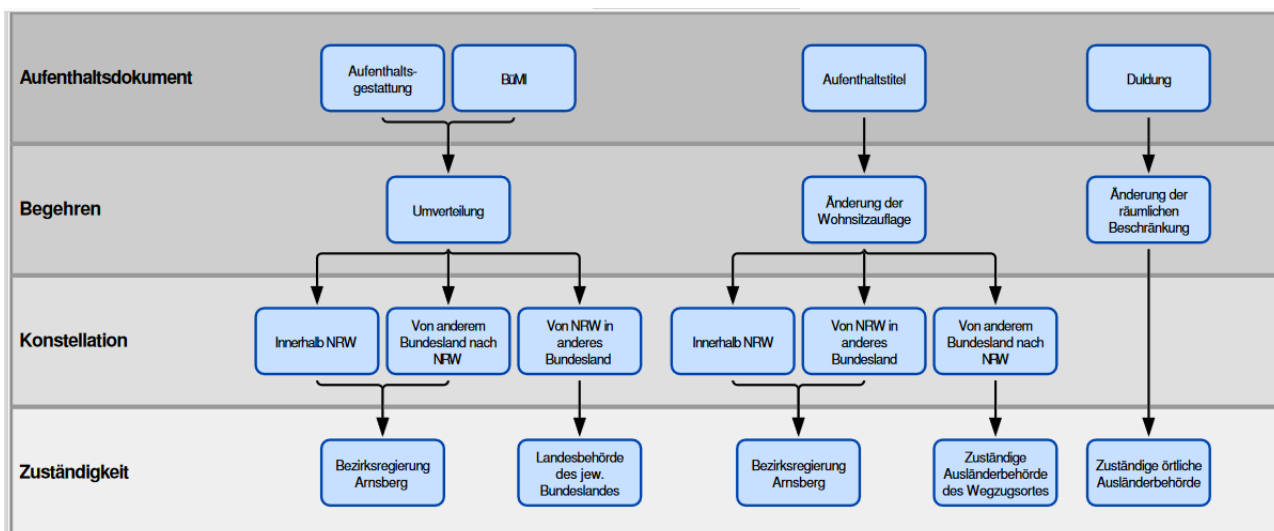 Aufenthaltsdokument
Aufenthalts-
gestattung
BüMI
Aufenthaltstitel
Duldung
Begehren
Umverteilung
Änderung der
Wohnsitzauflage
Änderung der
räumlichen
Beschränkung
Konstellation
Innerhalb NRW
Von anderem
Bundesland nach
NRW
Von NRW in
anderes
Bundesland
Innerhalb NRW
Von NRW in
anderes
Bundesland
Von anderem
Bundesland nach
NRW
Zuständigkeit
Bezirksregierung
Arnsberg
Landesbehörde
des jew.
Bundeslandes
Bezirksregierung
Arnsberg
Zuständige
Ausländerbehörde
des Wegzugsortes
Zuständige örtliche
Ausländerbehörde